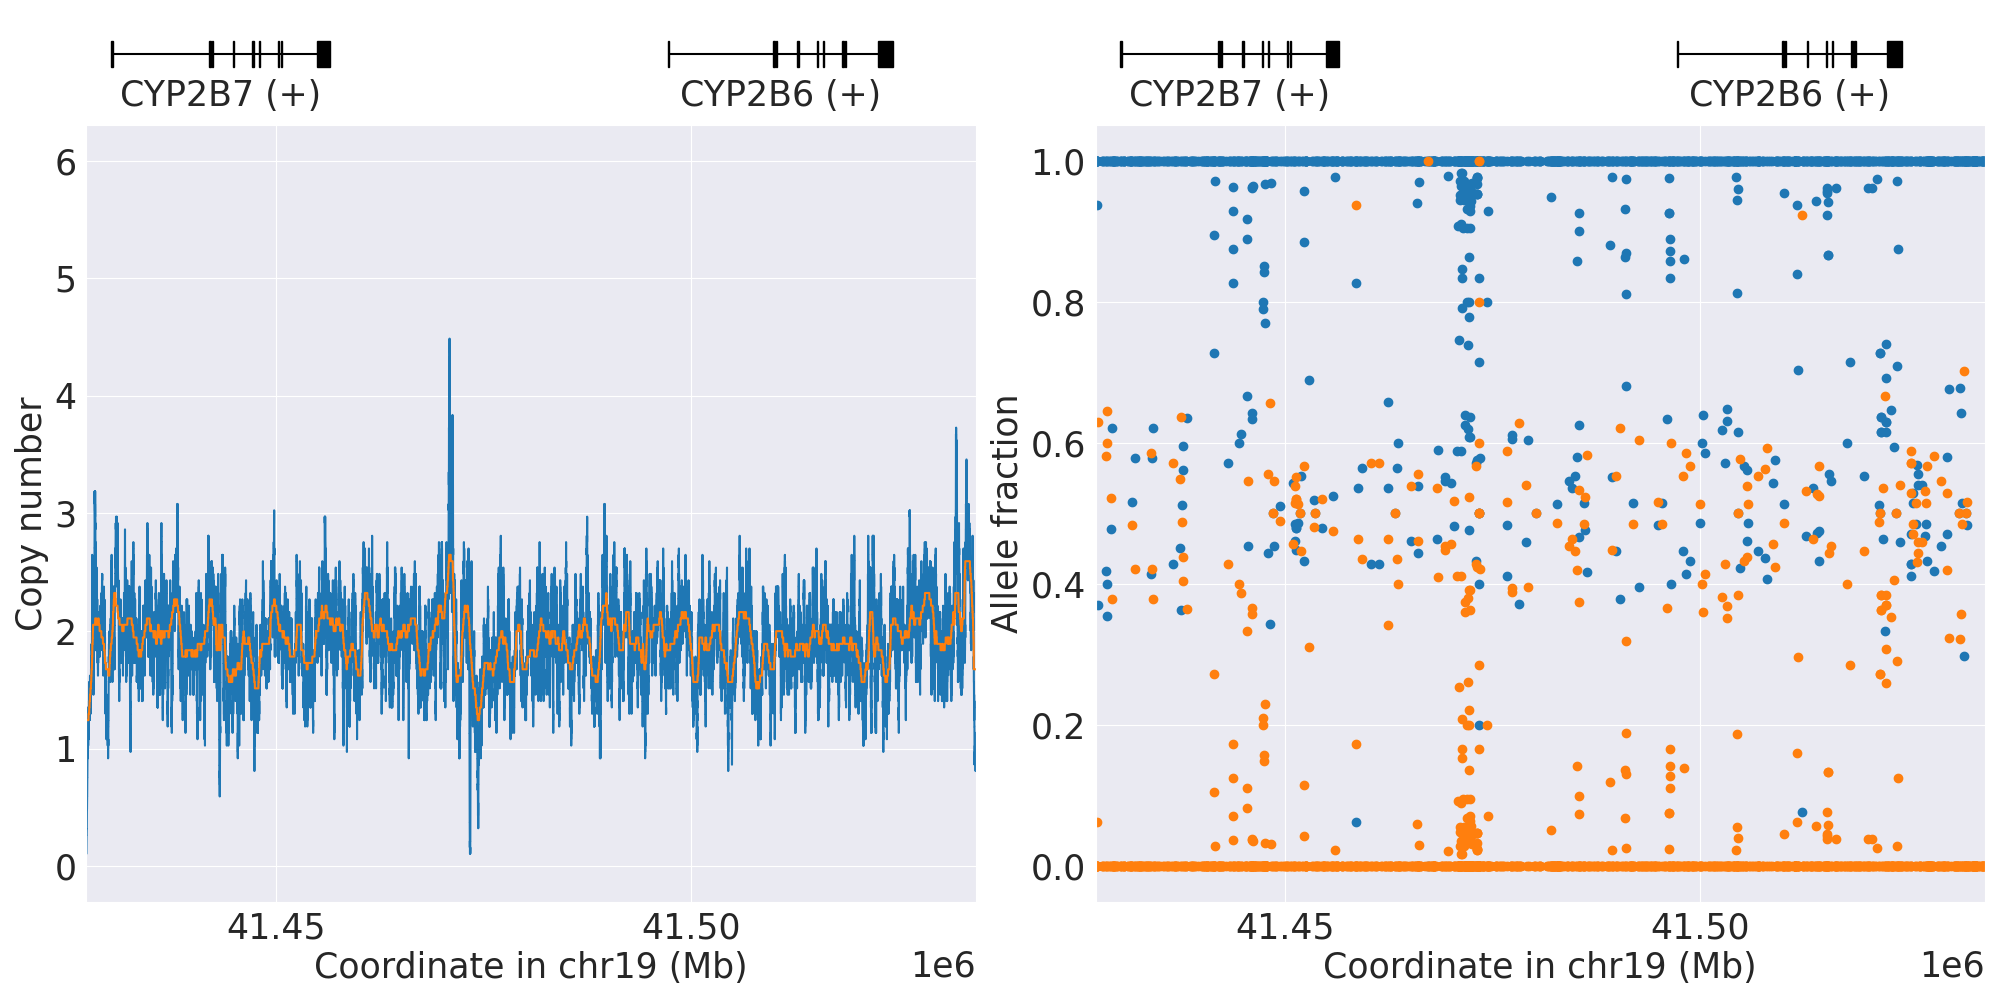 CYP2B7 (+) CYP2B6 (+)
6
5
4
3
2
1
0
Copy number
41.45 41.50
Coordinate in chr19 (Mb) 1e6
CYP2B7 (+) CYP2B6 (+)
1.0
0.8
0.6
0.4
0.2
0.0
Allele fraction
41.45 41.50
Coordinate in chr19 (Mb) 1e6